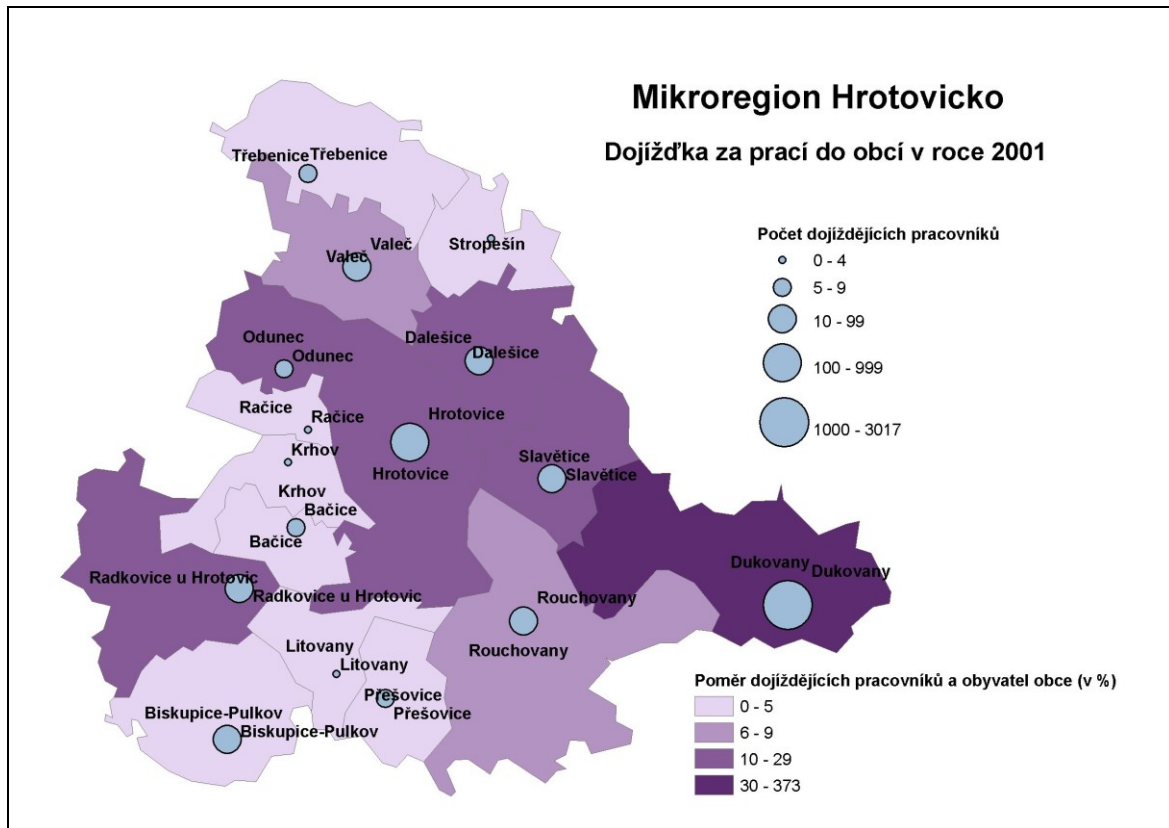 Mikroregion Hrotovicko
Dojížďka za prací do obcí v roce 2001
Třebenice Třebenice
Valeč
Valeč
Stropešín
Odunec
Odunec
Dalešice
Dalešice
Račice
Račice
Hrotovice
Hrotovice
Krhov
Krhov
Slavětice
Slavětice
Bačice
Bačice
Radkovice u Hrotovic
Radkovice u Hrotovic
Dukovany
Dukovany
Rouchovany
Rouchovany
Litovany
Litovany
Přešovice
Přešovice
Biskupice-Pulkov
Biskupice-Pulkov
Počet dojíždějících pracovníků
0 - 4
5 - 9
10 - 99
100 - 999
1000 - 3017
Poměr dojíždějících pracovníků a obyvatel obce (v %)
0 - 5
6 - 9
10 - 29
30 - 373